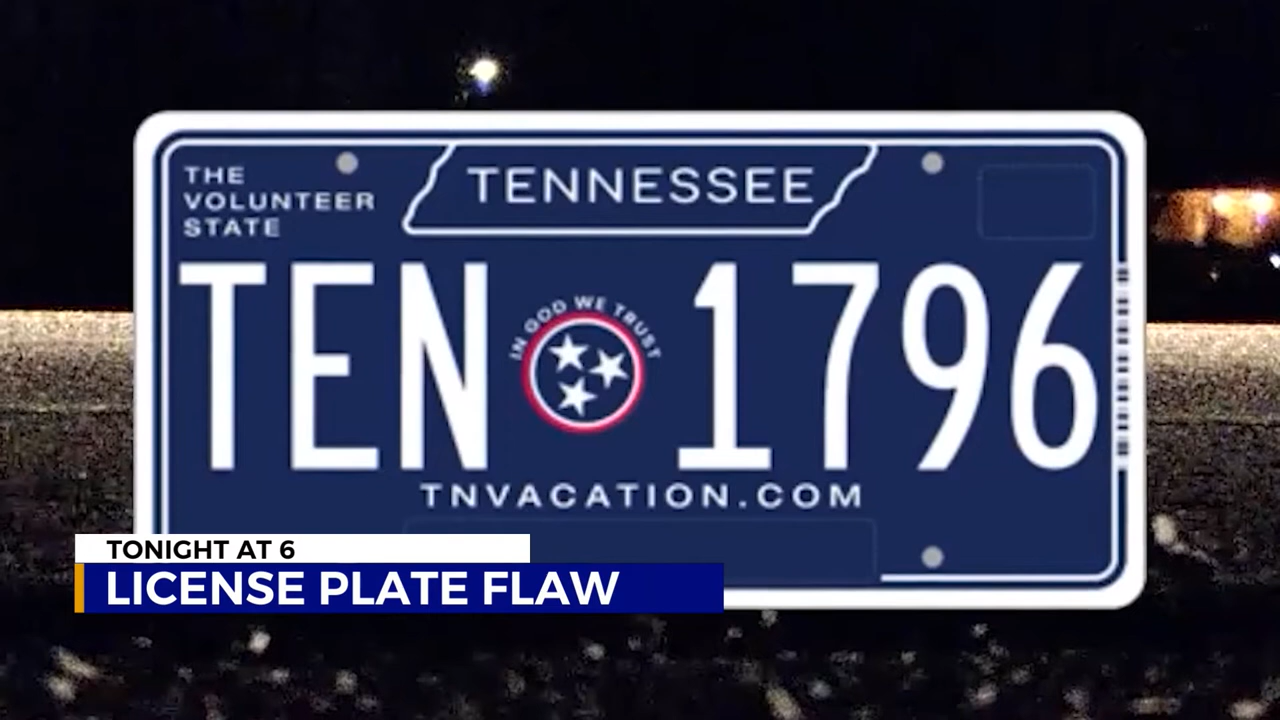 THE
VOLUNTEER
STATE
TENNESSEE
TEN 1796
IN GOD WE TRUST
TNVACATION.COM
TONIGHT AT 6
LICENSE PLATE FLAW